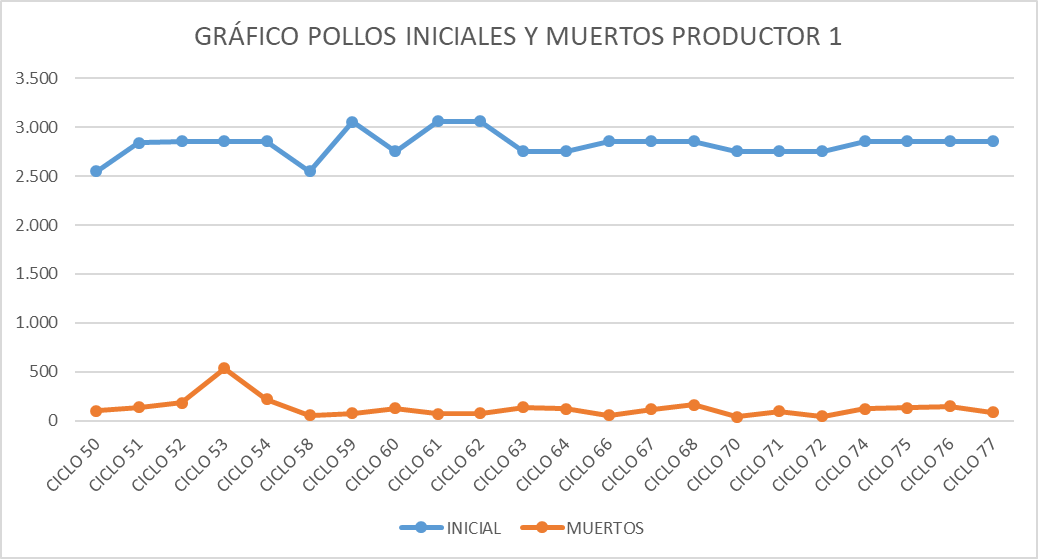 GRÁFICO POLLOS INICIALES Y MUERTOS PRODUCTOR 1
3.500
3.000
2.500
2.000
1.500
1.000
500
0
CICLO 50
CICLO 51
CICLO 52
CICLO 53
CICLO 54
CICLO 58
CICLO 59
CICLO 60
CICLO 61
CICLO 62
CICLO 63
CICLO 64
CICLO 66
CICLO 67
CICLO 68
CICLO 70
CICLO 71
CICLO 72
CICLO 74
CICLO 75
CICLO 76
CICLO 77
INICIAL
MUERTOS